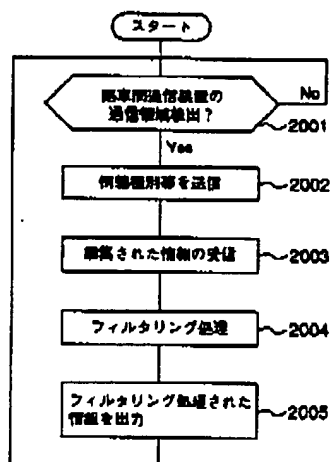 スタート
路車間通信装置の
通信領域検出？
No
2001
Yes
種別等を送信
2002
編集された情報の受信
2003
フィルタリング処理
2004
フィルタリング処理された
情報を出力
2005